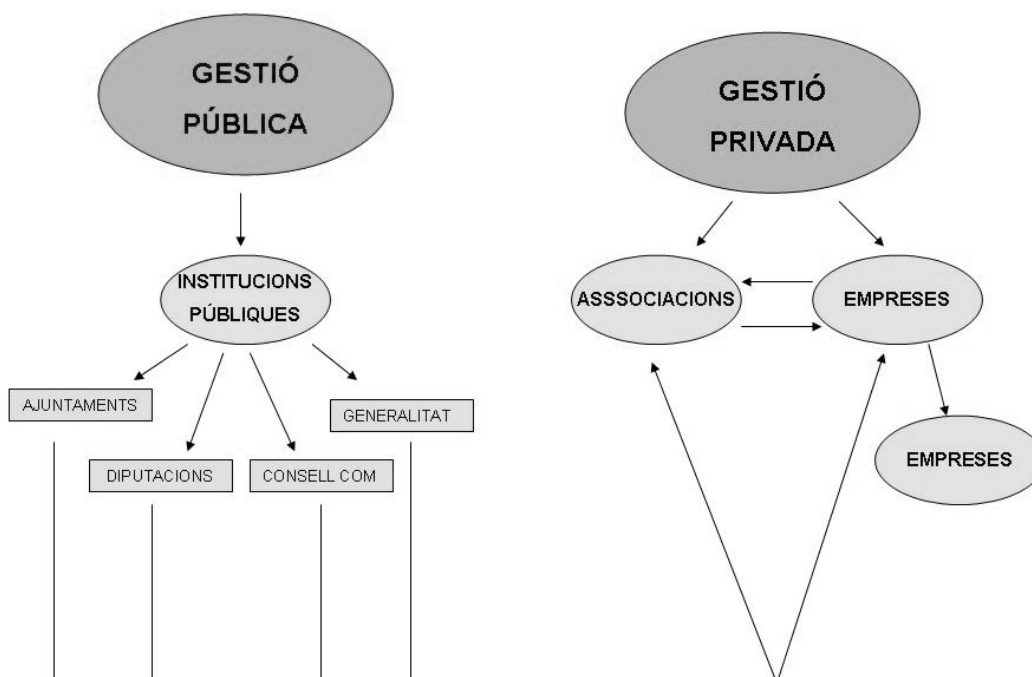 GESTIÓ
PÚBLICA
INSTITUCIONS
PÚBLIQUES
AJUNTAMENTS
GENERALITAT
DIPUTACIONS
CONSELL COM
GESTIÓ
PRIVADA
ASSSOCIACIONS
EMPRESES
EMPRESES